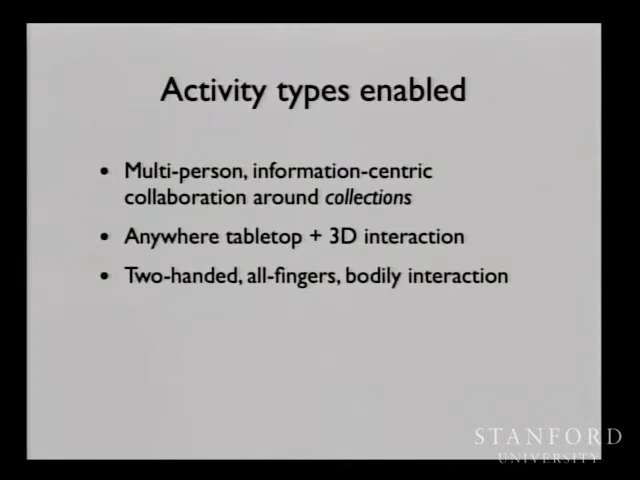 Activity types enabled
• Multi-person, information-centric
collaboration around collections
• Anywhere tabletop + 3D interaction
• Two-handed, all-fingers, bodily interaction
STANFORD
UNIVERSITY